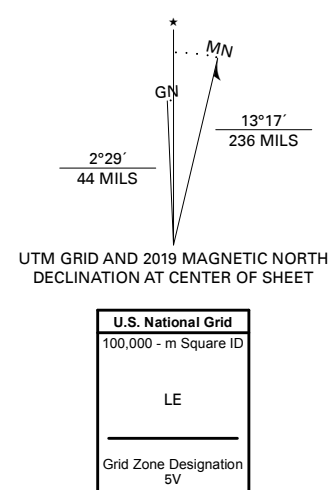 ★
MN
GN
13°17´
236 MILS
2°29´
44 MILS
UTM GRID AND 2019 MAGNETIC NORTH
DECLINATION AT CENTER OF SHEET
U.S. National Grid
100,000 - m Square ID
LE
Grid Zone Designation
5V